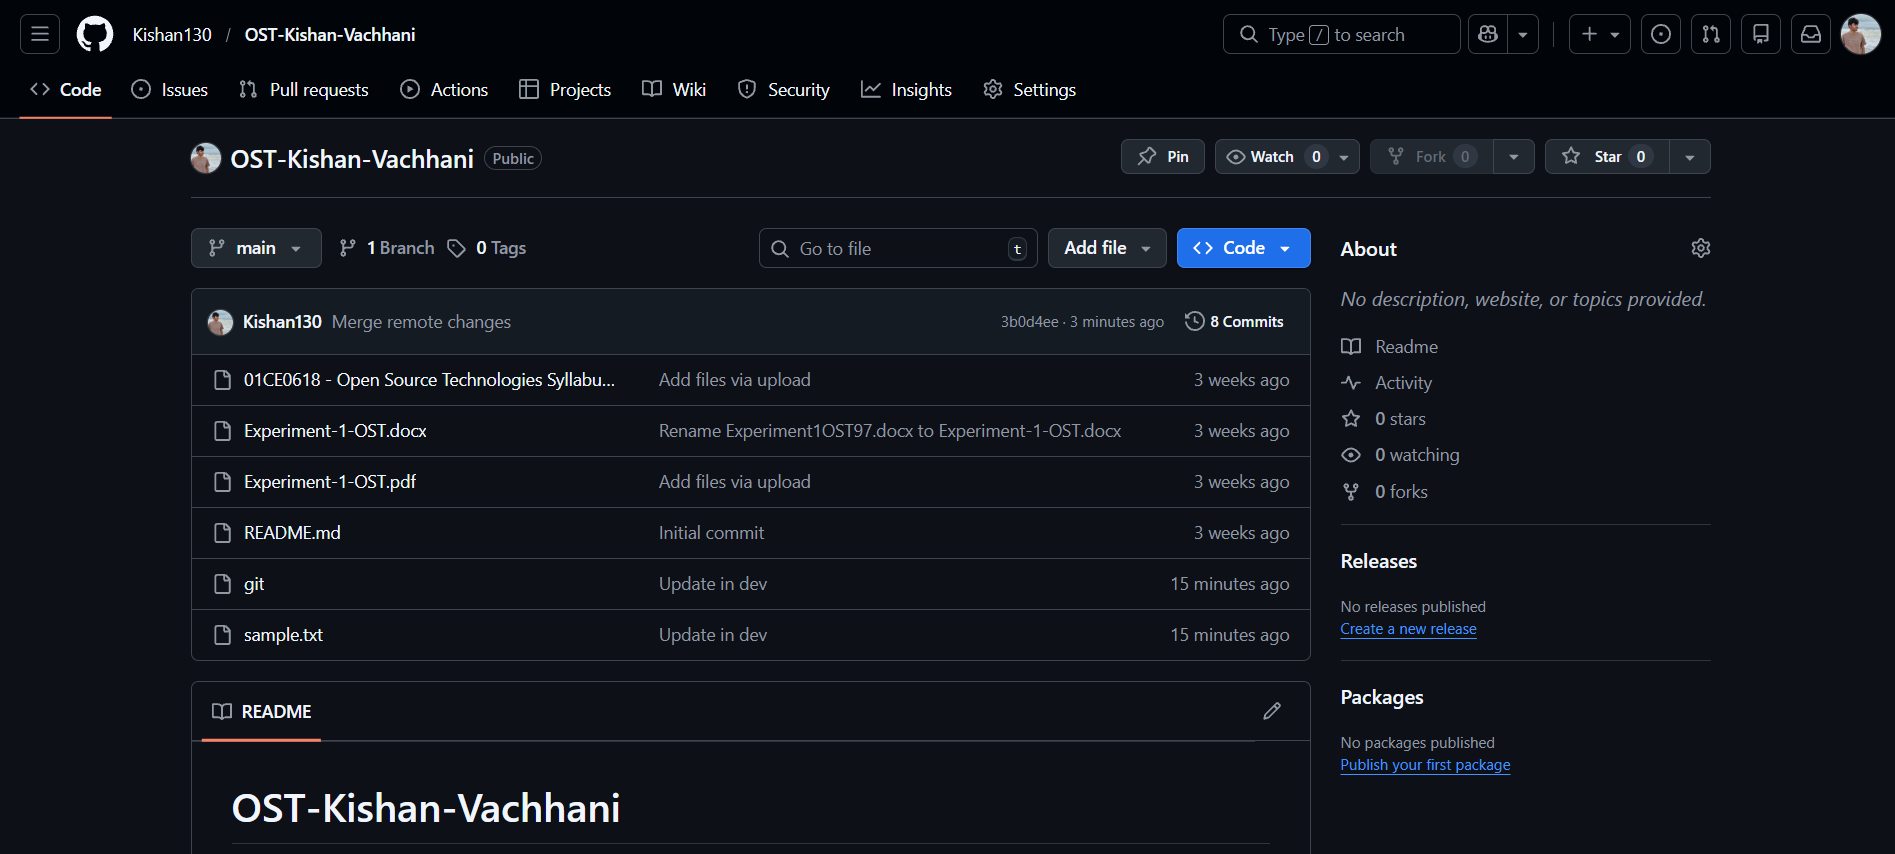 Kishan130 / OST-Kishan-Vachhani
Type / to search
Code Issues Pull requests Actions Projects Wiki Security Insights Settings
OST-Kishan-Vachhani Public
Pin Watch 0 Fork 0 Star 0
main 1 Branch 0 Tags Go to file t Add file Code
Kishan130 Merge remote changes 3b0d4ee · 3 minutes ago 8 Commits
01CE0618 - Open Source Technologies Syllabu... Add files via upload 3 weeks ago
Experiment-1-OST.docx Rename Experiment1OST97.docx to Experiment-1-OST.docx 3 weeks ago
Experiment-1-OST.pdf Add files via upload 3 weeks ago
README.md Initial commit 3 weeks ago
git Update in dev 15 minutes ago
sample.txt Update in dev 15 minutes ago
README
OST-Kishan-Vachhani
About
No description, website, or topics provided.
Readme
Activity
0 stars
0 watching
0 forks
Releases
No releases published
Create a new release
Packages
No packages published
Publish your first package